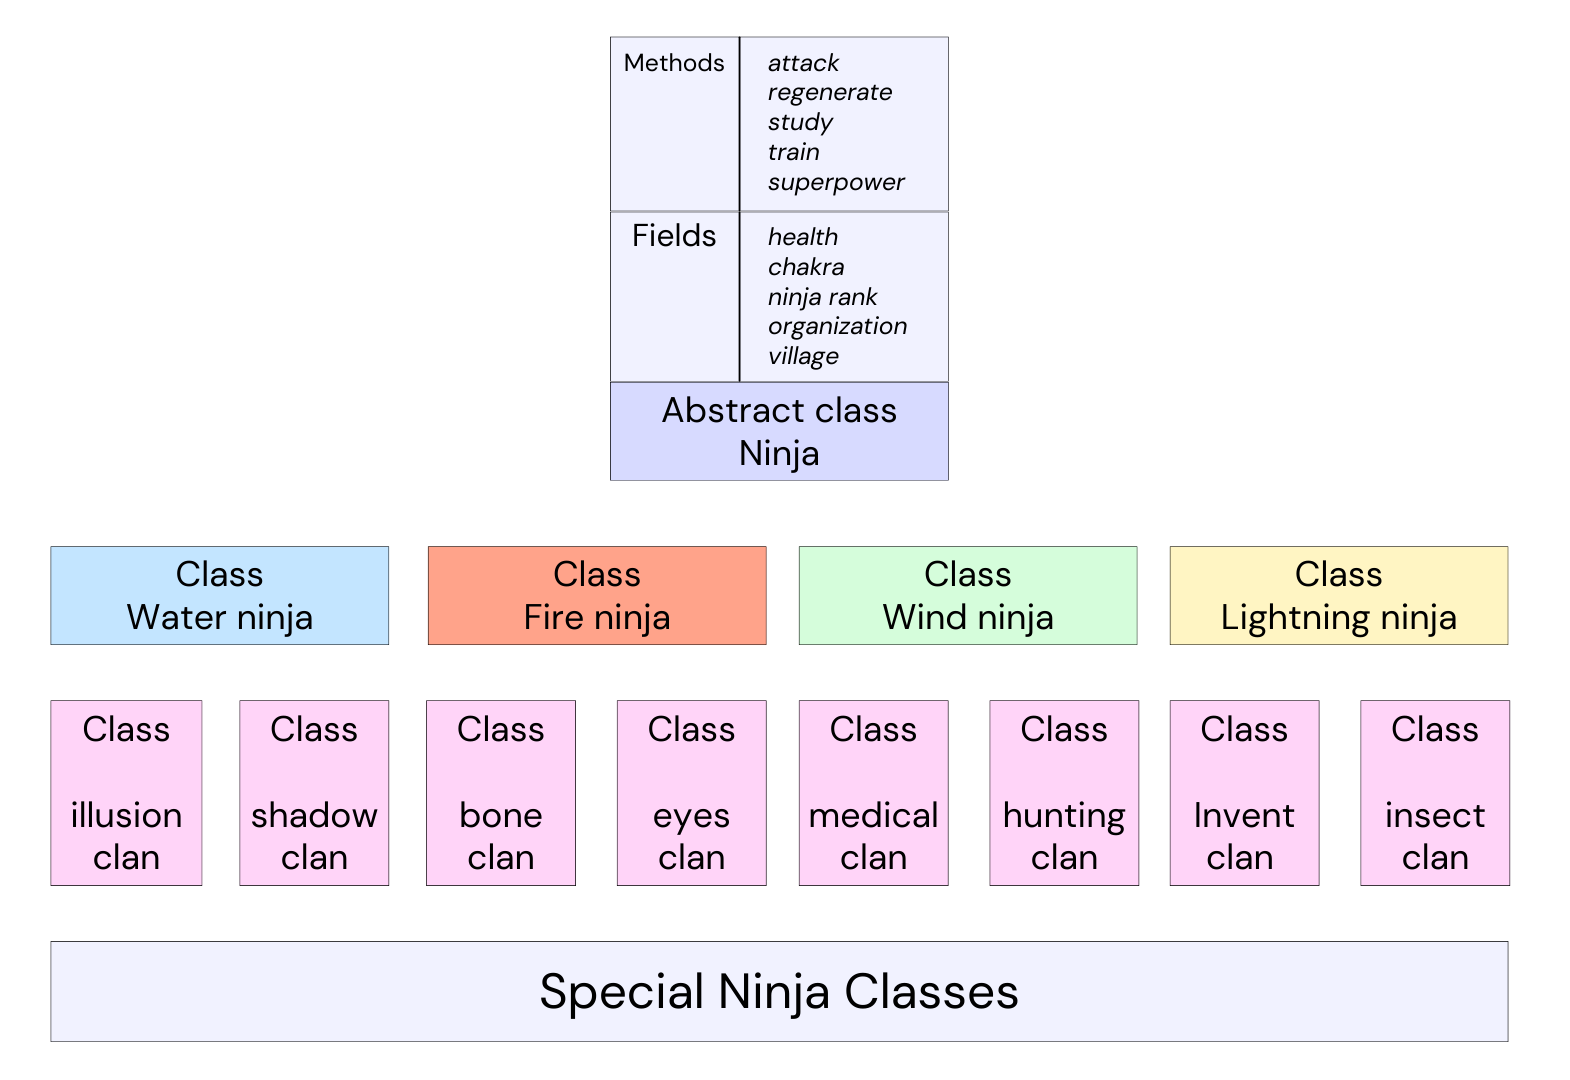 Methods
attack
regenerate
study
train
superpower
Fields
health
chakra
ninja rank
organization
village
Abstract class
Ninja
Class
Water ninja
Class
Fire ninja
Class
Wind ninja
Class
Lightning ninja
Class
illusion
clan
Class
shadow
clan
Class
bone
clan
Class
eyes
clan
Class
medical
clan
Class
hunting
clan
Class
Invent
clan
Class
insect
clan
Special Ninja Classes